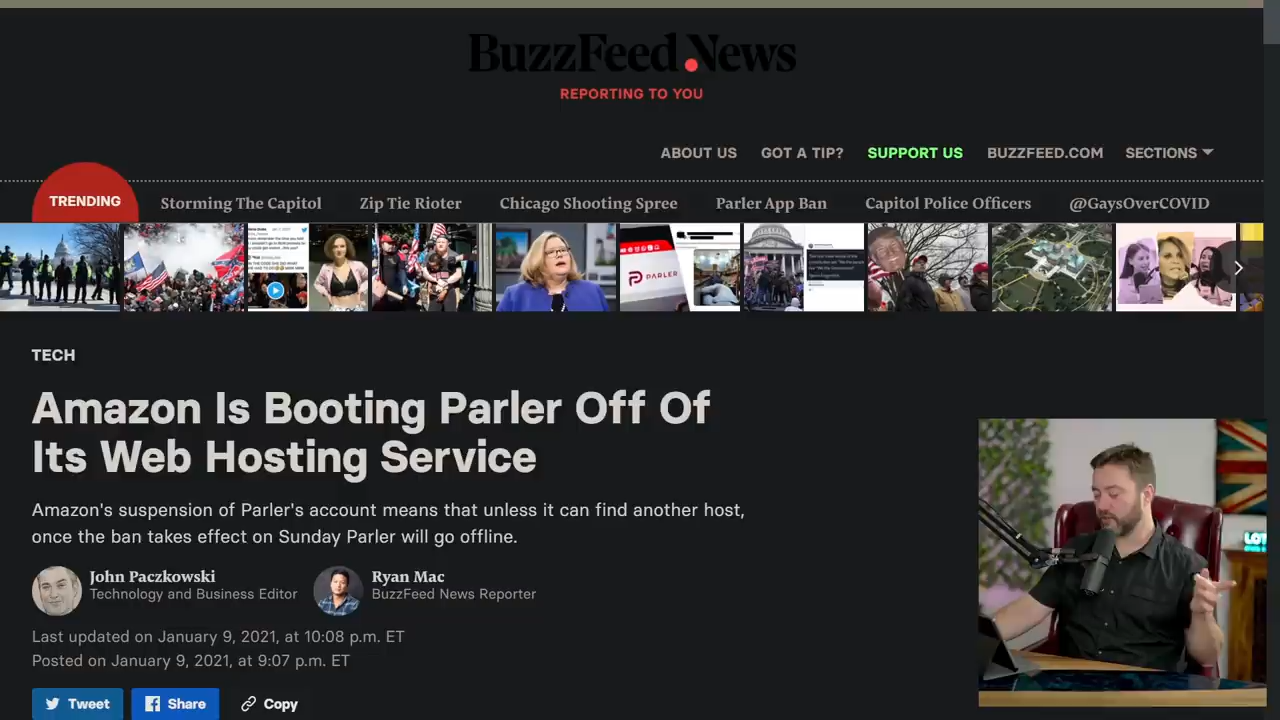 BuzzFeed News
REPORTING TO YOU
ABOUT US GOT A TIP? SUPPORT US BUZZFEED.COM SECTIONS
TRENDING Storming The Capitol Zip Tie Rioter Chicago Shooting Spree Parler App Ban Capitol Police Officers @GaysOverCOVID
PARLER
TECH
Amazon Is Booting Parler Off Of
Its Web Hosting Service
Amazon's suspension of Parler's account means that unless it can find another host,
once the ban takes effect on Sunday Parler will go offline.
John Paczkowski
Technology and Business Editor
Ryan Mac
BuzzFeed News Reporter
Last updated on January 9, 2021, at 10:08 p.m. ET
Posted on January 9, 2021, at 9:07 p.m. ET
Tweet Share Copy